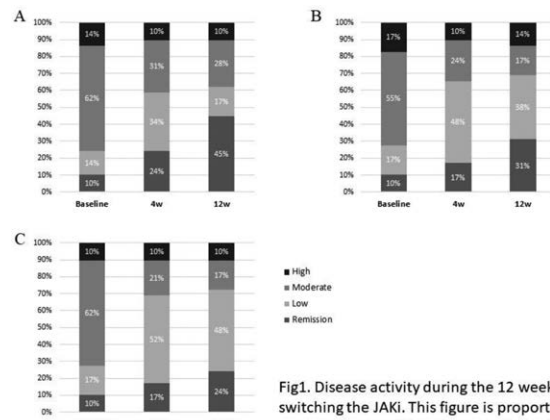 A
100%
90%
80%
70%
60%
50%
40%
30%
20%
10%
0%
14% 10% 10%
62% 31% 28%
14% 34% 17%
10% 24% 45%
Baseline 4w 12w
B
100%
90%
80%
70%
60%
50%
40%
30%
20%
10%
0%
17% 10% 14%
55% 24% 17%
17% 48% 38%
10% 17% 31%
Baseline 4w 12w
C
100%
90%
80%
70%
60%
50%
40%
30%
20%
10%
0%
10% 10% 10%
62% 21% 17%
17% 52% 48%
10% 17% 24%
High
Moderate
Low
Remission
Fig1. Disease activity during the 12 week
switching the JAKi. This figure is proport